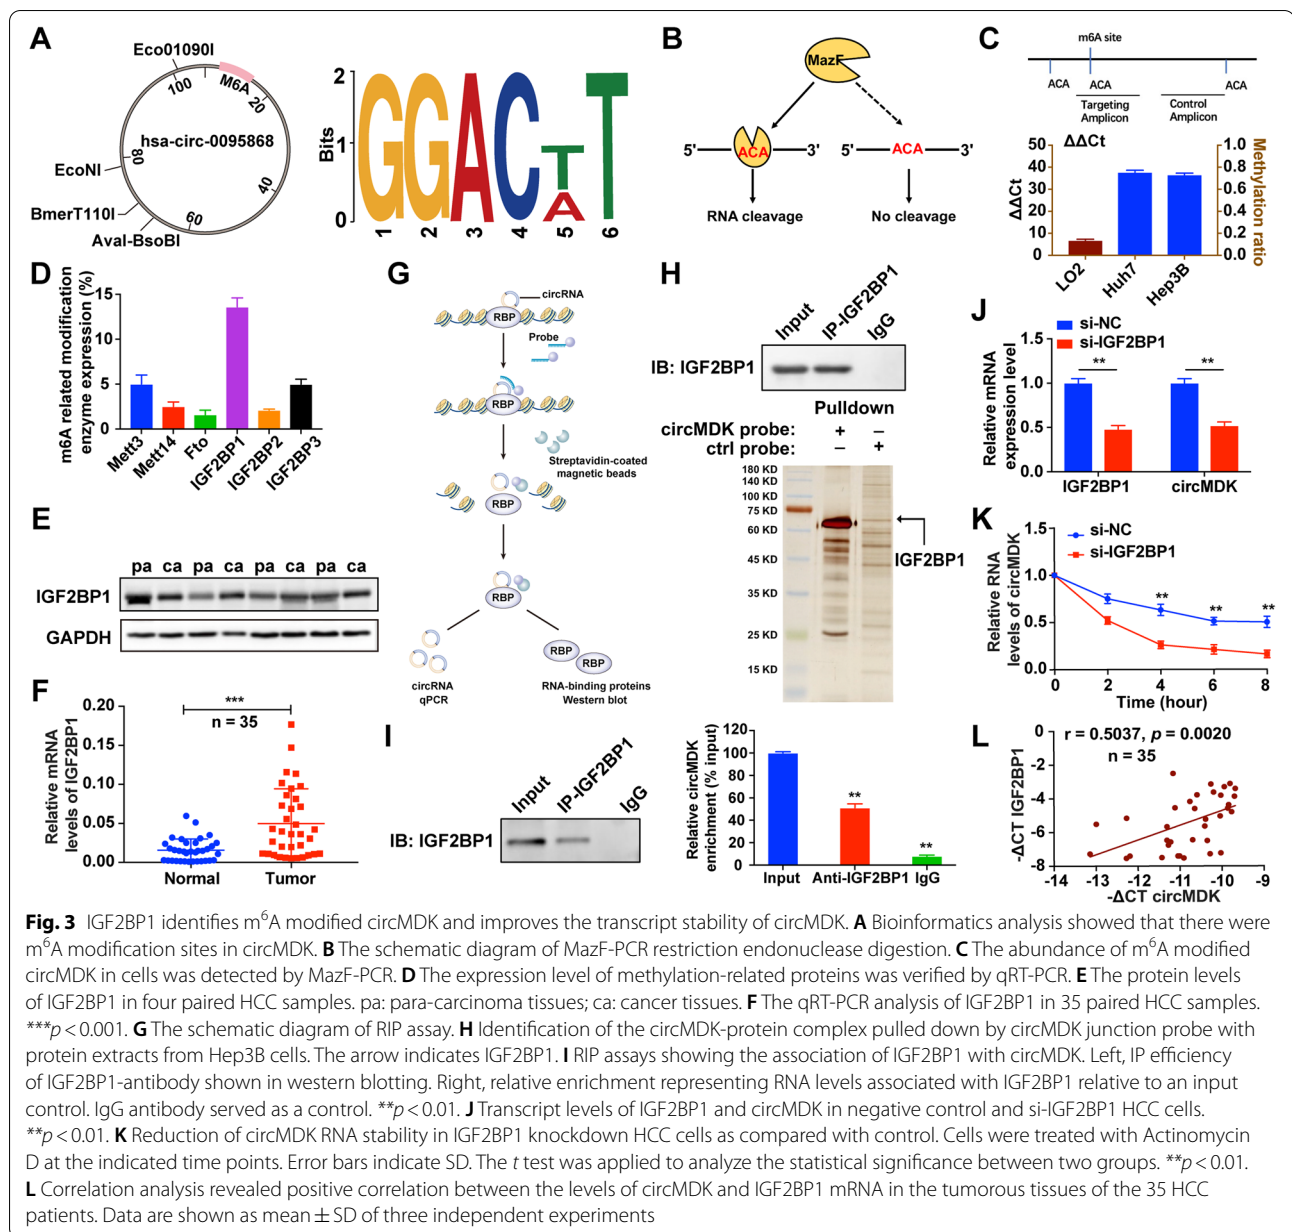 A
Eco01090I
M6A
100
20
hsa-circ-0095868
80
EcoNI
40
BmerT110I
60
AvaI-BsoBI
2
Bits
1
0
GGACTT
A
1 2 3 4 5 6
B
MazF
5' ACA 3' 5' ACA 3'
RNA cleavage No cleavage
C
m6A site
ACA ACA ACA
Targeting Control
Amplicon Amplicon
ΔΔCt
50 1.0
40 0.8
30 0.6
20 0.4
10 0.2
0 0.0
ΔΔCt
Methylation ratio
LO2 Huh7 Hep3B
D
m6A related modification
enzyme expression (%)
15
10
5
0
Mett3 Mett14 Fto IGF2BP1 IGF2BP2 IGF2BP3
E
pa ca pa ca pa ca pa ca
IGF2BP1
GAPDH
F
Relative mRNA
levels of IGF2BP1
***
n = 35
0.20
0.15
0.10
0.05
0.00
Normal Tumor
G
circRNA
RBP
Probe
RBP
Streptavidin-coated
magnetic beads
RBP
RBP
RBP
RBP
circRNA
qPCR
RNA-binding proteins
Western blot
H
Input IP-IGF2BP1 IgG
IB: IGF2BP1
Pulldown
circMDK probe: + −
ctrl probe: − +
180 KD
140 KD
100 KD
75 KD
60 KD
45 KD
35 KD
25 KD
15 KD
IGF2BP1
I
Input IP-IGF2BP1 IgG
IB: IGF2BP1
Relative circMDK
enrichment (% input)
120
100
80
60
40
20
0
**
**
Input Anti-IGF2BP1 IgG
J
si-NC
si-IGF2BP1
Relative mRNA
expression level
1.5
1.0
0.5
0.0
** **
IGF2BP1 circMDK
K
si-NC
si-IGF2BP1
Relative RNA
levels of circMDK
1.5
1.0
0.5
0.0
** ** **
0 2 4 6 8
Time (hour)
L
r = 0.5037, p = 0.0020
n = 35
-ΔCT IGF2BP1
-2
-4
-6
-8
-14 -13 -12 -11 -10 -9
-ΔCT circMDK
Fig. 3 IGF2BP1 identifies m⁶A modified circMDK and improves the transcript stability of circMDK. A Bioinformatics analysis showed that there were
m⁶A modification sites in circMDK. B The schematic diagram of MazF-PCR restriction endonuclease digestion. C The abundance of m⁶A modified
circMDK in cells was detected by MazF-PCR. D The expression level of methylation-related proteins was verified by qRT-PCR. E The protein levels
of IGF2BP1 in four paired HCC samples. pa: para-carcinoma tissues; ca: cancer tissues. F The qRT-PCR analysis of IGF2BP1 in 35 paired HCC samples.
***p < 0.001. G The schematic diagram of RIP assay. H Identification of the circMDK-protein complex pulled down by circMDK junction probe with
protein extracts from Hep3B cells. The arrow indicates IGF2BP1. I RIP assays showing the association of IGF2BP1 with circMDK. Left, IP efficiency
of IGF2BP1-antibody shown in western blotting. Right, relative enrichment representing RNA levels associated with IGF2BP1 relative to an input
control. IgG antibody served as a control. **p < 0.01. J Transcript levels of IGF2BP1 and circMDK in negative control and si-IGF2BP1 HCC cells.
**p < 0.01. K Reduction of circMDK RNA stability in IGF2BP1 knockdown HCC cells as compared with control. Cells were treated with Actinomycin
D at the indicated time points. Error bars indicate SD. The t test was applied to analyze the statistical significance between two groups. **p < 0.01.
L Correlation analysis revealed positive correlation between the levels of circMDK and IGF2BP1 mRNA in the tumorous tissues of the 35 HCC
patients. Data are shown as mean ± SD of three independent experiments